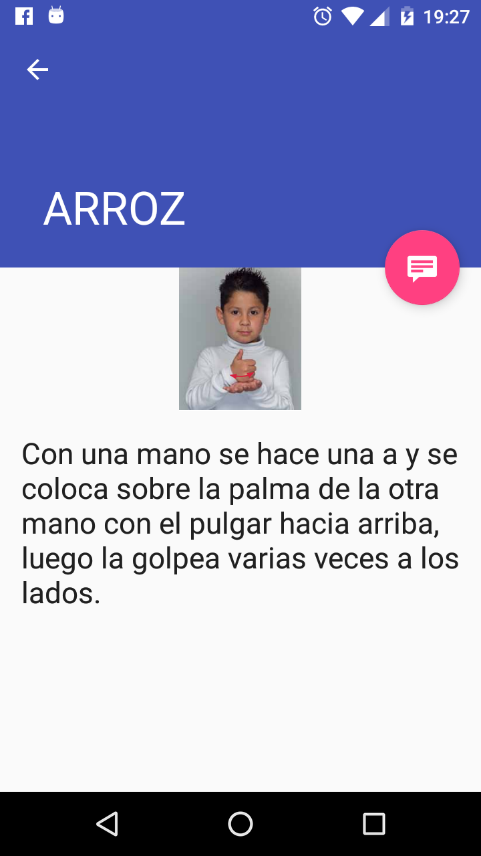 19:27
ARROZ
Con una mano se hace una a y se
coloca sobre la palma de la otra
mano con el pulgar hacia arriba,
luego la golpea varias veces a los
lados.